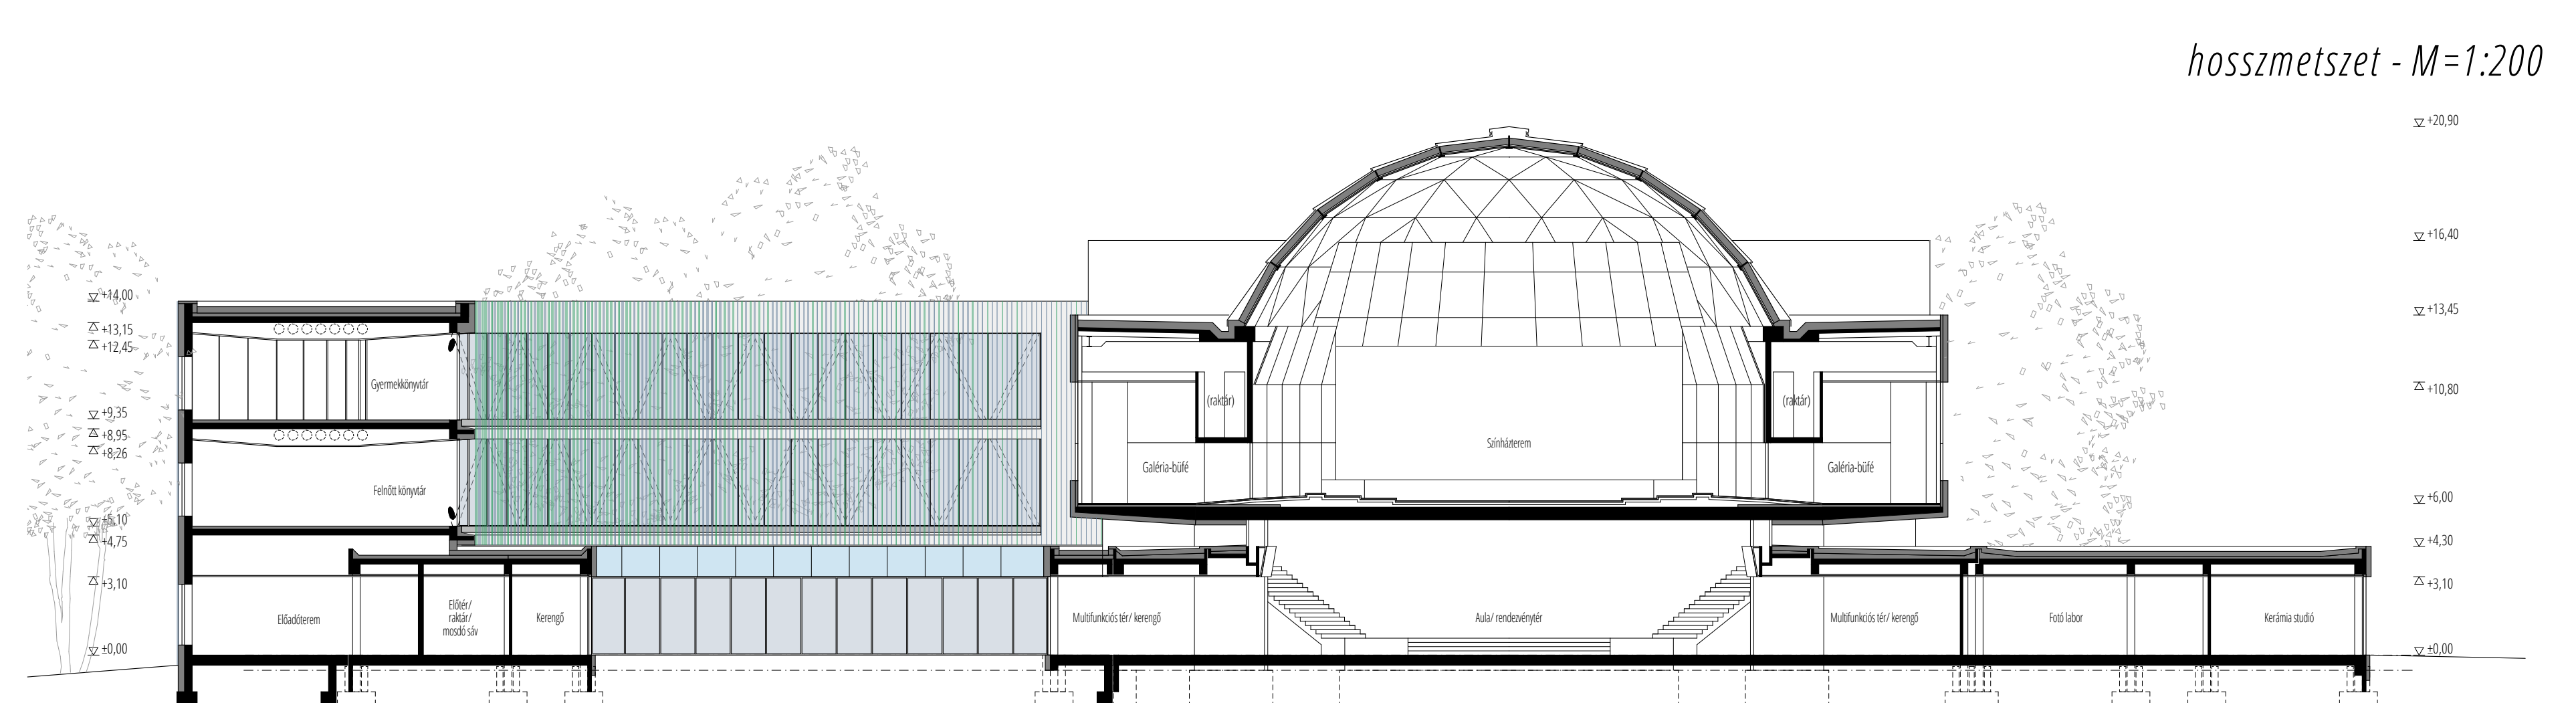 hosszmetszet - M=1:200
+20,90
+16,40
+14,00
+13,45
+13,15
+12,45
+10,80
Gyermekkönyvtár
(raktár)
(raktár)
+9,35
+8,95
+8,26
Színházterem
Galéria-büfé
Galéria-büfé
Felnőtt könyvtár
+6,00
+5,10
+4,75
+4,30
+3,10
+3,10
Előadóterem
Előtér/
raktár/
mosdó sáv
Kerengő
Multifunkciós tér/ kerengő
Aula/ rendezvénytér
Multifunkciós tér/ kerengő
Fotó labor
Kerámia studió
±0,00
±0,00